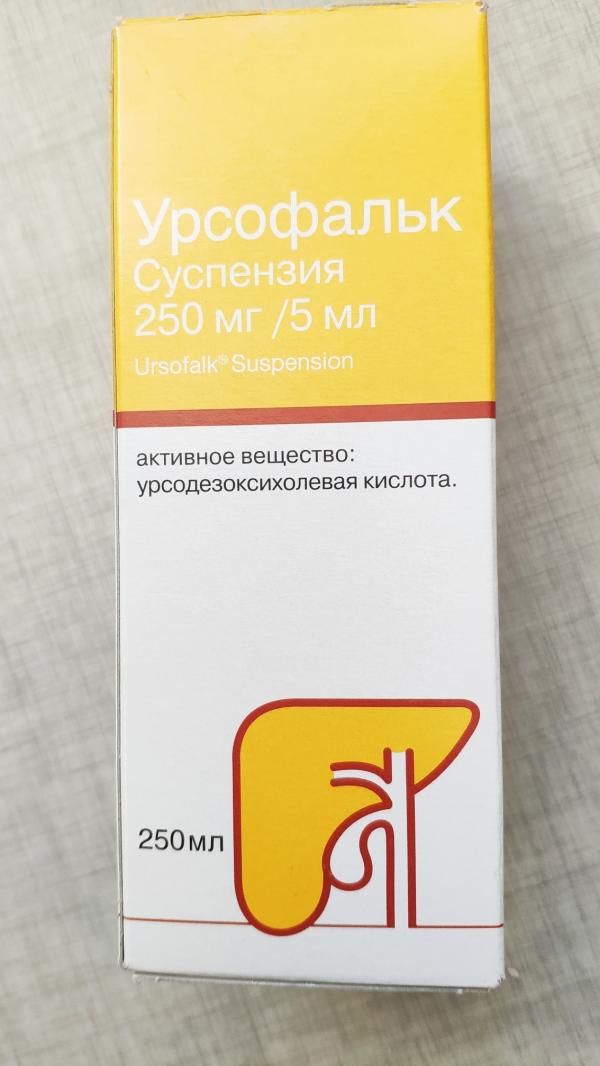 Урсофальк
Суспензия
250 мг /5 мл
Ursofalk® Suspension
активное вещество:
урсодезоксихолевая кислота.
250мл